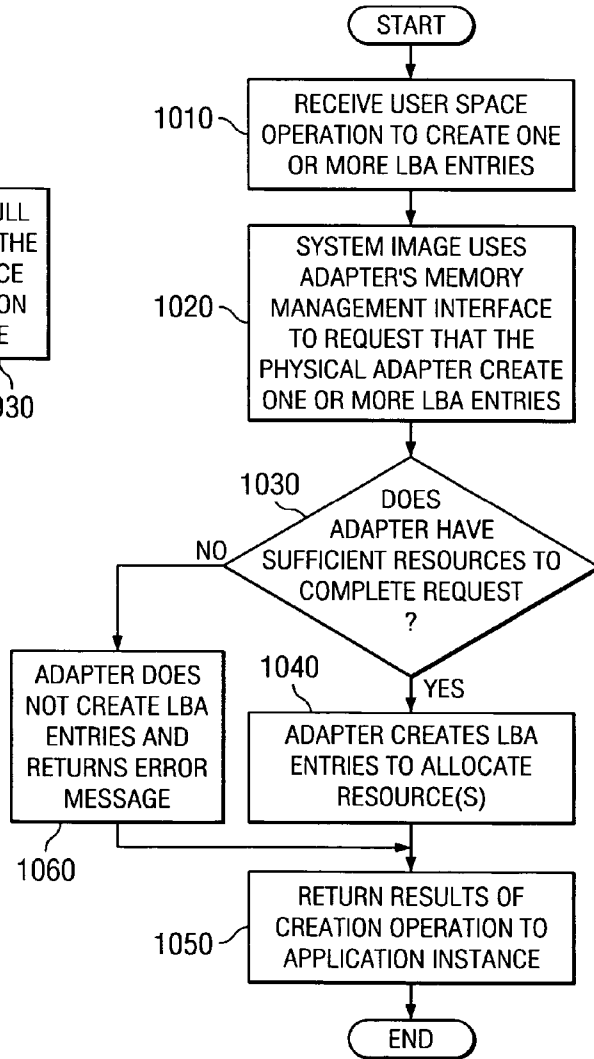 START
1010
RECEIVE USER SPACE
OPERATION TO CREATE ONE
OR MORE LBA ENTRIES
THE
1020
SYSTEM IMAGE USES
ADAPTER'S MEMORY
MANAGEMENT INTERFACE
TO REQUEST THAT THE
PHYSICAL ADAPTER CREATE
ONE OR MORE LBA ENTRIES
1030
DOES
ADAPTER HAVE
SUFFICIENT RESOURCES TO
COMPLETE REQUEST
?
NO
YES
ADAPTER DOES
NOT CREATE LBA
ENTRIES AND
RETURNS ERROR
MESSAGE
1060
1040
ADAPTER CREATES LBA
ENTRIES TO ALLOCATE
RESOURCE(S)
1050
RETURN RESULTS OF
CREATION OPERATION TO
APPLICATION INSTANCE
END